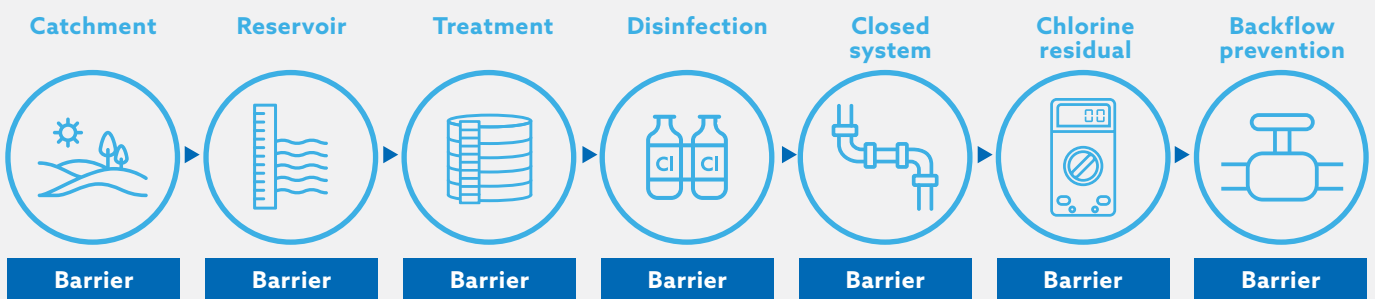 Catchment
Reservoir
Treatment
Disinfection
Closed
system
Chlorine
residual
Backflow
prevention
Cl Cl
00
Barrier
Barrier
Barrier
Barrier
Barrier
Barrier
Barrier